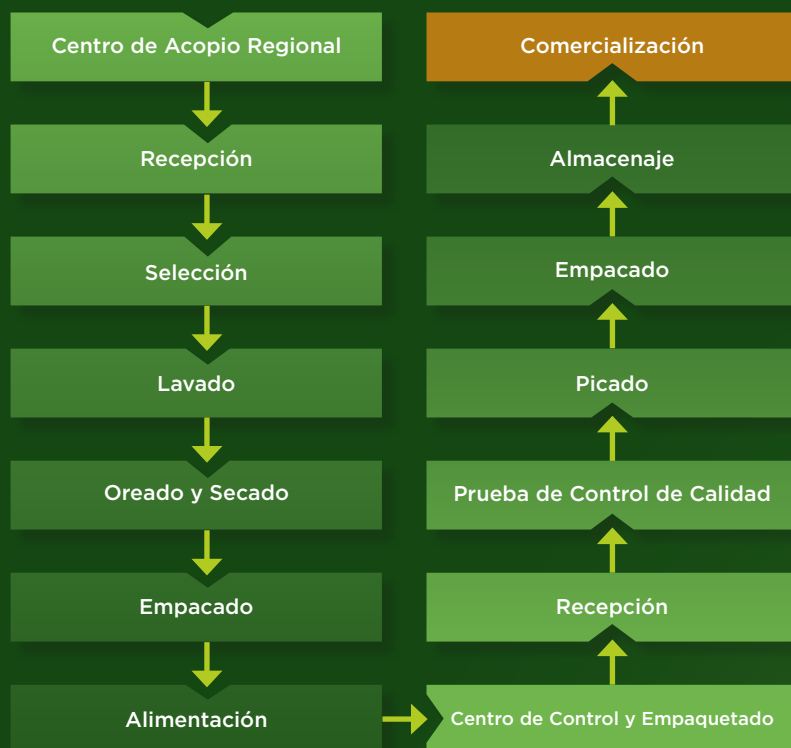 Centro de Acopio Regional
Recepción
Selección
Lavado
Oreado y Secado
Empacado
Alimentación
Centro de Control y Empaquetado
Recepción
Prueba de Control de Calidad
Picado
Empacado
Almacenaje
Comercialización